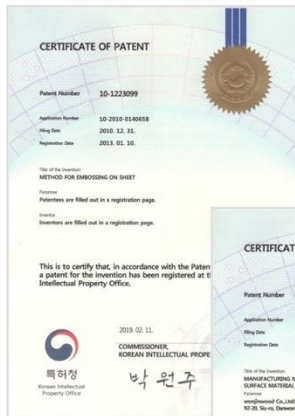 CERTIFICATE OF PATENT
Patent Number 10-1223099
Application Number 10-2010-0140658
Filing Date 2010. 12. 31.
Registration Date 2013. 01. 10.
Title of the Invention
METHOD FOR EMBOSSING ON SHEET
Patentee
Patentees are filled out in a registration page.
Inventor
Inventors are filled out in a registration page.
This is to certify that, in accordance with the Paten
a patent for the invention has been registered at t
Intellectual Property Office.
2019. 02. 11.
COMMISSIONER,
KOREAN INTELLECTUAL PROPE
박원주
특허청
Korean Intellectual
Property Office
CERTIFICAT
Patent Number
Application Number
Filing Date
Registration Date
Title of the Invention
MANUFACTURING M
SURFACE MATERIAL
Patentee
wonjinwood Co.,Ltd